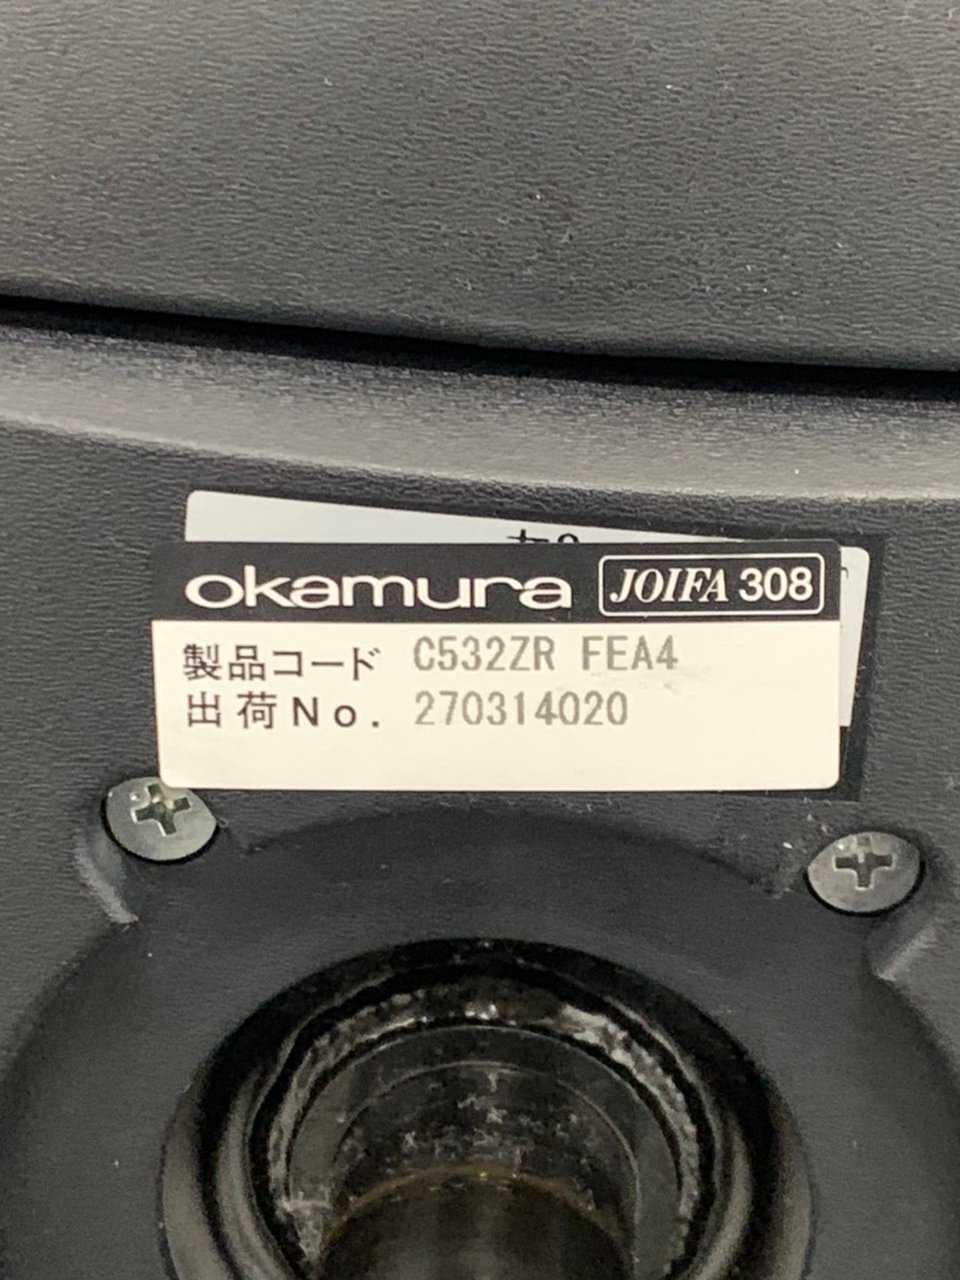 okamura JOIFA 308
製品コード C532ZR FEA4
出荷No. 270314020